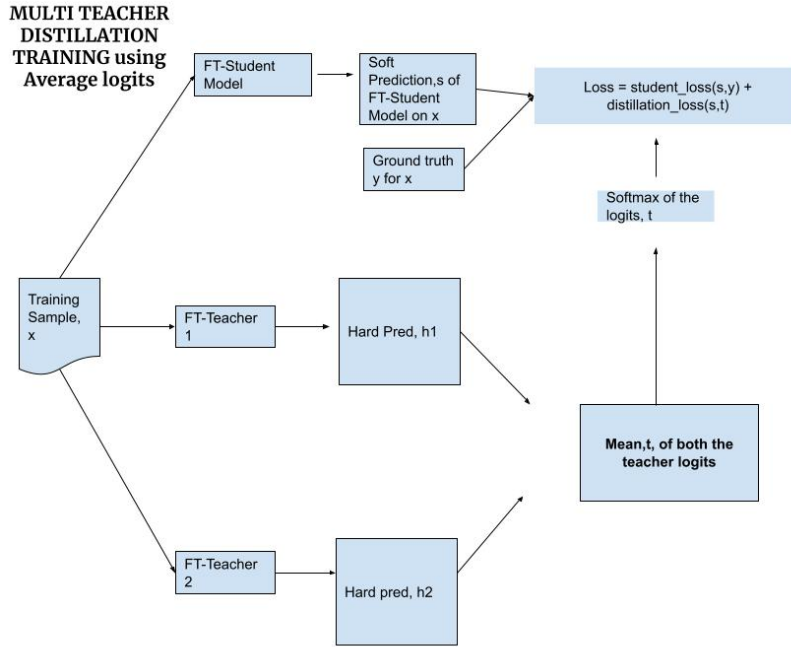 MULTI TEACHER
DISTILLATION
TRAINING using
Average logits
FT-Student
Model
Soft
Prediction,s of
FT-Student
Model on x
Loss = student_loss(s,y) +
distillation_loss(s,t)
Ground truth
y for x
Softmax of the
logits, t
Training
Sample,
x
FT-Teacher
1
Hard Pred, h1
Mean,t, of both the
teacher logits
FT-Teacher
2
Hard pred, h2